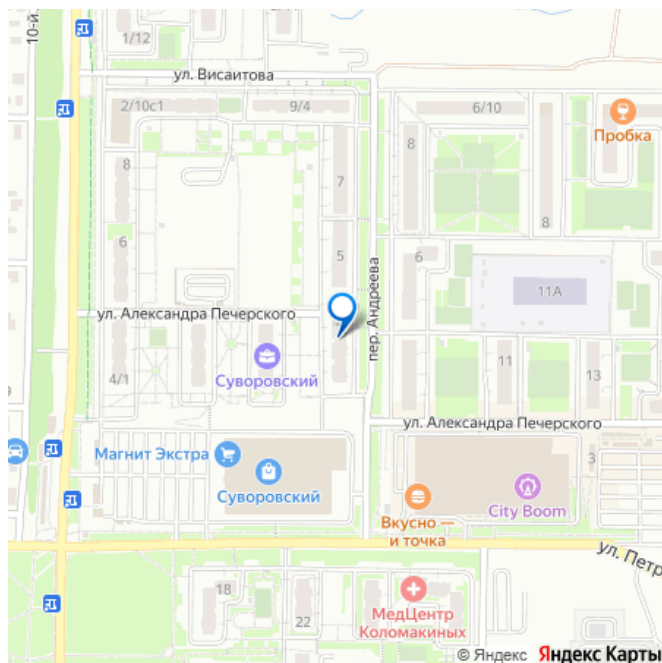 10-й
1/12
ул. Висаитова
2/10с1
9/4
6/10
Пробка
8
7
8
8
6
5
6
11А
ул. Александра Печерского
пер. Андреева
4/1
Суворовский
11
13
ул. Александра Печерского
Магнит Экстра
Суворовский
3
City Boom
Вкусно —
и точка
ул. Петр
18
22
МедЦентр
Коломакиных
© Яндекс Яндекс Карты